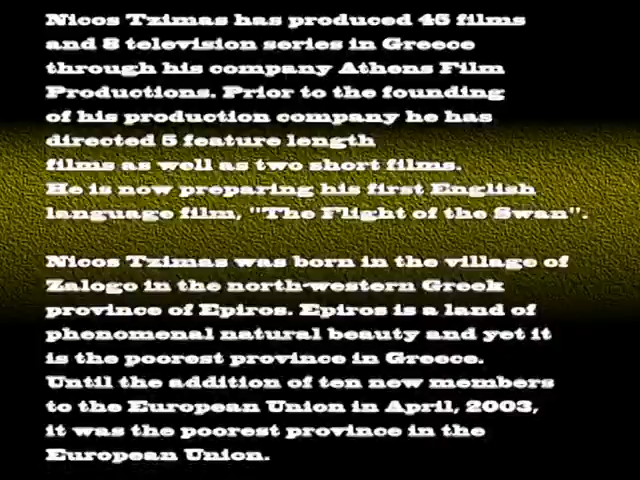 Nicos Tzimas has produced 45 films
and 8 television series in Greece
through his company Athens Film
Productions. Prior to the founding
of his production company he has
directed 5 feature length
films as well as two short films.
He is now preparing his first English
language film, "The Flight of the Swan".
Nicos Tzimas was born in the village of
Zalogo in the north-western Greek
province of Epiros. Epiros is a land of
phenomenal natural beauty and yet it
is the poorest province in Greece.
Until the addition of ten new members
to the European Union in April, 2003,
it was the poorest province in the
European Union.